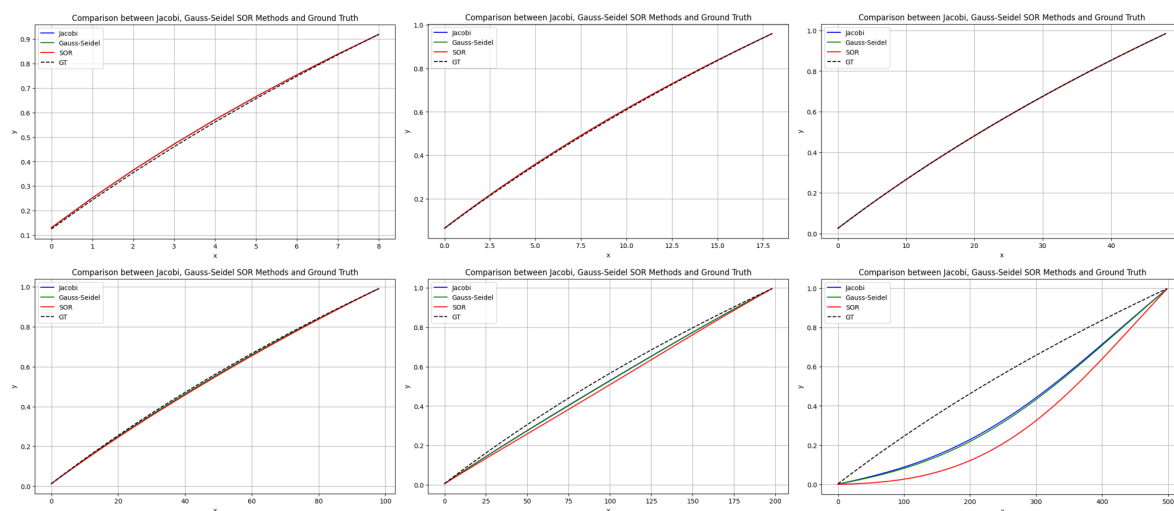 Comparison between Jacobi, Gauss-Seidel SOR Methods and Ground Truth
Jacobi
Gauss-Seidel
SOR
GT
y
0.9
0.8
0.7
0.6
0.5
0.4
0.3
0.2
0.1
0 1 2 3 4 5 6 7 8
x
Comparison between Jacobi, Gauss-Seidel SOR Methods and Ground Truth
Jacobi
Gauss-Seidel
SOR
GT
y
1.0
0.8
0.6
0.4
0.2
0.0 2.5 5.0 7.5 10.0 12.5 15.0 17.5
x
Comparison between Jacobi, Gauss-Seidel SOR Methods and Ground Truth
Jacobi
Gauss-Seidel
SOR
GT
y
1.0
0.8
0.6
0.4
0.2
0.0
0 10 20 30 40
x
Comparison between Jacobi, Gauss-Seidel SOR Methods and Ground Truth
Jacobi
Gauss-Seidel
SOR
GT
y
1.0
0.8
0.6
0.4
0.2
0.0
0 20 40 60 80 100
x
Comparison between Jacobi, Gauss-Seidel SOR Methods and Ground Truth
Jacobi
Gauss-Seidel
SOR
GT
y
1.0
0.8
0.6
0.4
0.2
0.0
0 25 50 75 100 125 150 175 200
x
Comparison between Jacobi, Gauss-Seidel SOR Methods and Ground Truth
Jacobi
Gauss-Seidel
SOR
GT
y
1.0
0.8
0.6
0.4
0.2
0.0
0 100 200 300 400 500
x